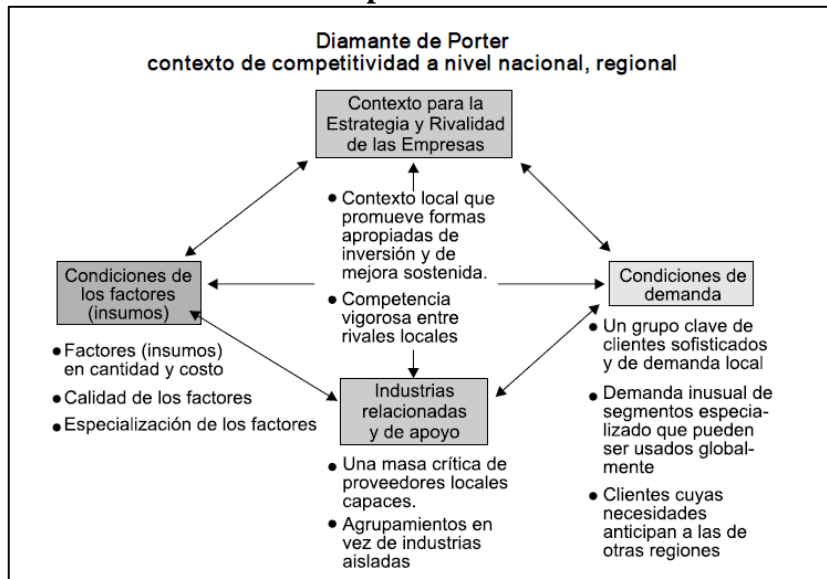 Diamante de Porter
contexto de competitividad a nivel nacional, regional
Contexto para la
Estrategia y Rivalidad
de las Empresas
● Contexto local que
promueve formas
apropiadas de
inversión y de
mejora sostenida.
● Competencia
vigorosa entre
rivales locales
Condiciones de
los factores
(insumos)
● Factores (insumos)
en cantidad y costo
● Calidad de los factores
● Especialización de los factores
Condiciones de
demanda
● Un grupo clave de
clientes sofisticados
y de demanda local
● Demanda inusual de
segmentos especia-
lizado que pueden
ser usados global-
mente
● Clientes cuyas
necesidades
anticipan a las de
otras regiones
Industrias
relacionadas
y de apoyo
● Una masa crítica de
proveedores locales
capaces.
● Agrupamientos en
vez de industrias
aisladas